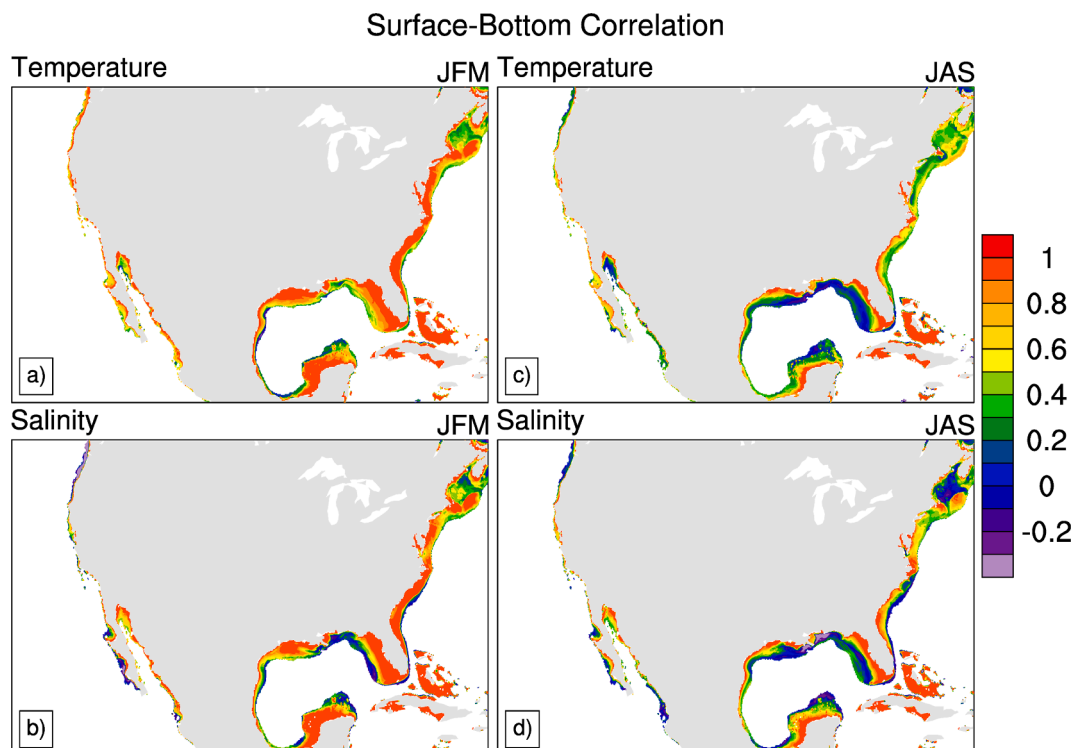 Surface-Bottom Correlation
Temperature JFM
Temperature JAS
a)
c)
Salinity JFM
Salinity JAS
b)
d)
1
0.8
0.6
0.4
0.2
0
-0.2